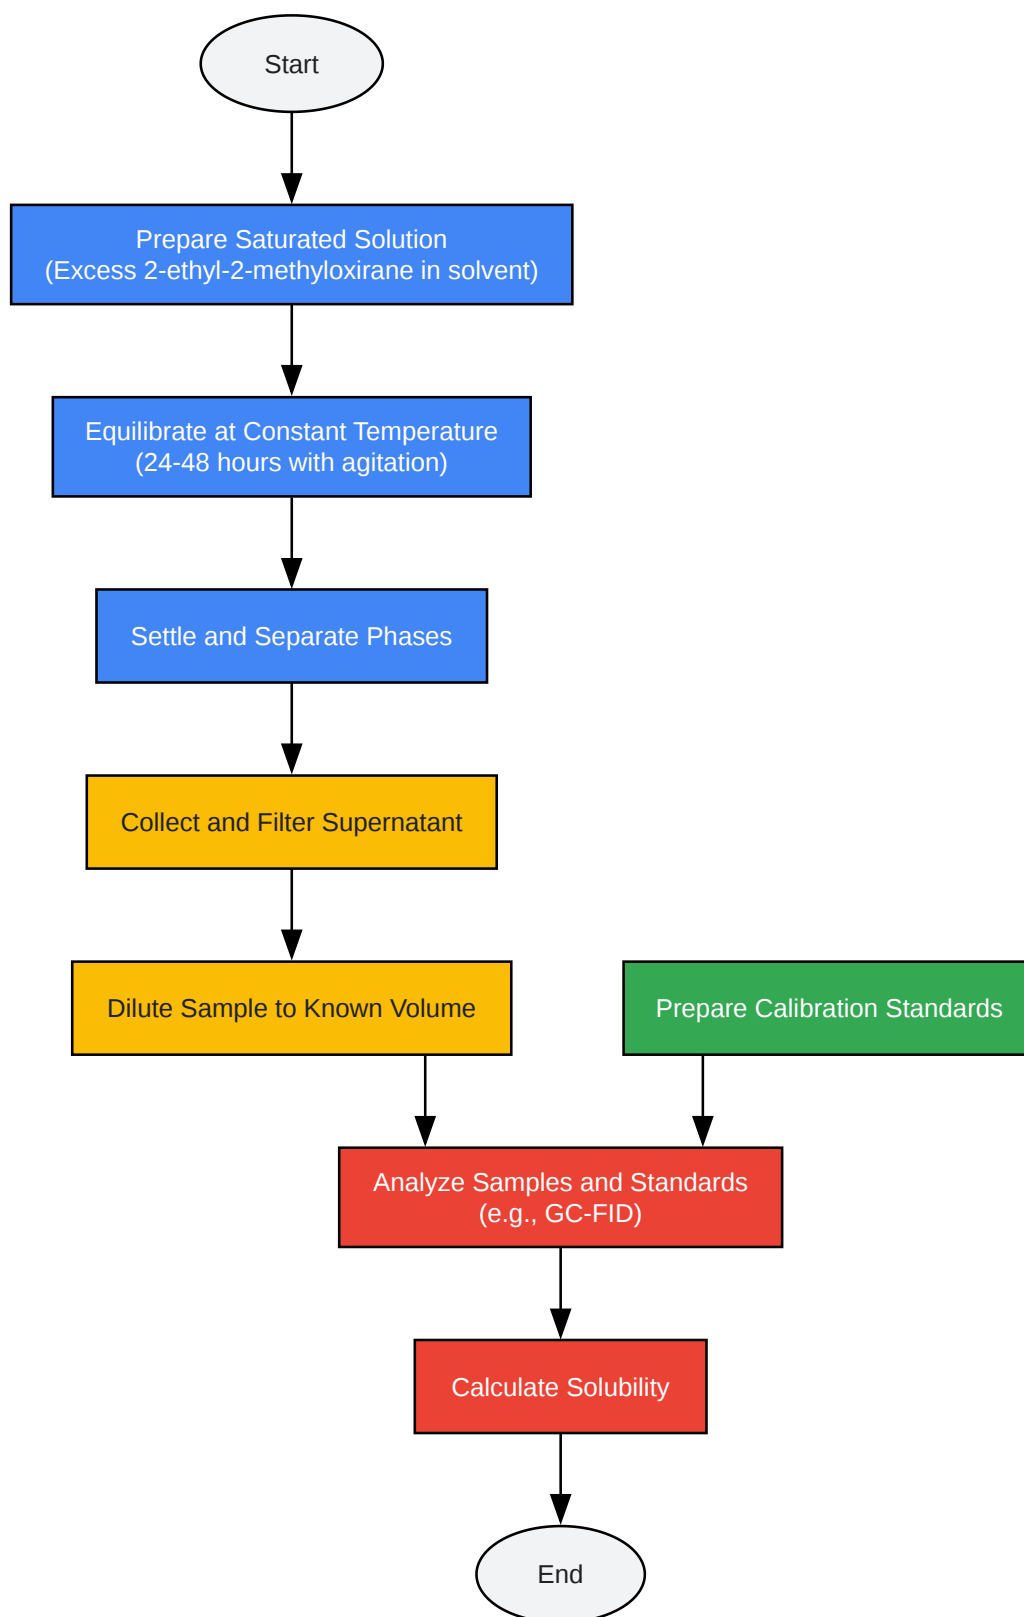 Start
Prepare Saturated Solution
(Excess 2-ethyl-2-methyloxirane in solvent)
Equilibrate at Constant Temperature
(24-48 hours with agitation)
Settle and Separate Phases
Collect and Filter Supernatant
Dilute Sample to Known Volume
Prepare Calibration Standards
Analyze Samples and Standards
(e.g., GC-FID)
Calculate Solubility
End